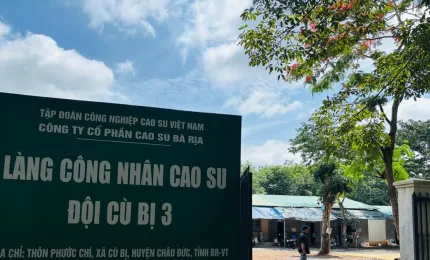 TẬP ĐOÀN CÔNG NGHIỆP CAO SU VIỆT NAM
CÔNG TY CỔ PHẦN CAO SU BÀ RỊA
LÀNG CÔNG NHÂN CAO SU
ĐỘI CÙ BỊ 3
A CHỈ: THÔN PHƯỚC CHÍ, XÃ CÙ BỊ, HUYỆN CHÂU ĐỨC, TỈNH BR-VT